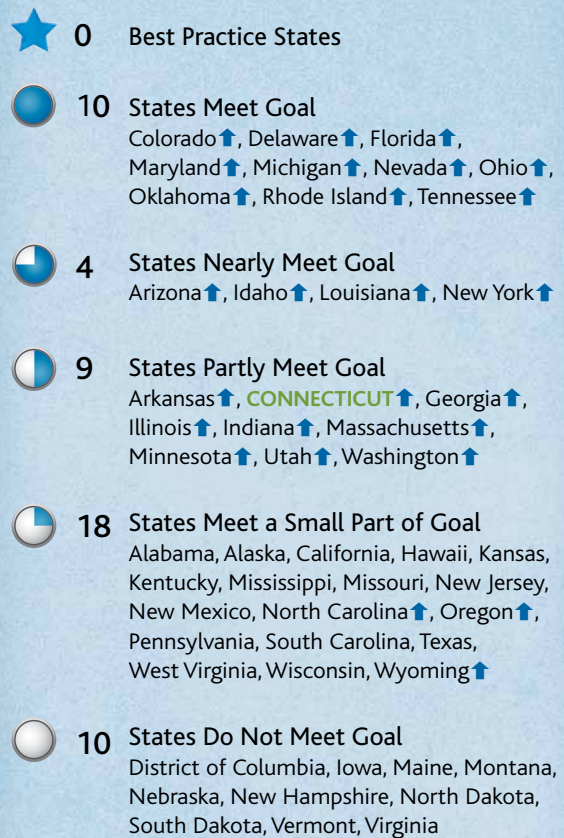 0 Best Practice States
10 States Meet Goal
Colorado⬆, Delaware⬆, Florida⬆,
Maryland⬆, Michigan⬆, Nevada⬆, Ohio⬆,
Oklahoma⬆, Rhode Island⬆, Tennessee⬆
4 States Nearly Meet Goal
Arizona⬆, Idaho⬆, Louisiana⬆, New York⬆
9 States Partly Meet Goal
Arkansas⬆, CONNECTICUT⬆, Georgia⬆,
Illinois⬆, Indiana⬆, Massachusetts⬆,
Minnesota⬆, Utah⬆, Washington⬆
18 States Meet a Small Part of Goal
Alabama, Alaska, California, Hawaii, Kansas,
Kentucky, Mississippi, Missouri, New Jersey,
New Mexico, North Carolina⬆, Oregon⬆,
Pennsylvania, South Carolina, Texas,
West Virginia, Wisconsin, Wyoming⬆
10 States Do Not Meet Goal
District of Columbia, Iowa, Maine, Montana,
Nebraska, New Hampshire, North Dakota,
South Dakota, Vermont, Virginia